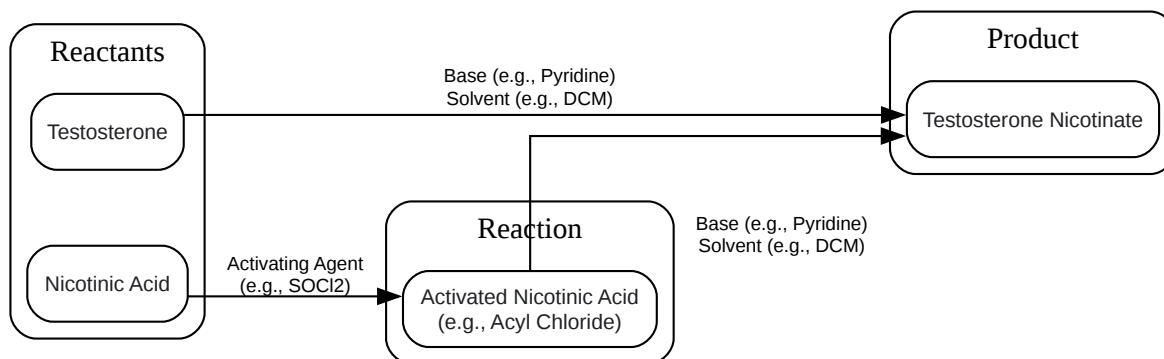 Reactants
Product
Base (e.g., Pyridine)
Solvent (e.g., DCM)
Testosterone
Testosterone Nicotinate
Reaction
Base (e.g., Pyridine)
Solvent (e.g., DCM)
Nicotinic Acid
Activating Agent
(e.g., SOCl2)
Activated Nicotinic Acid
(e.g., Acyl Chloride)